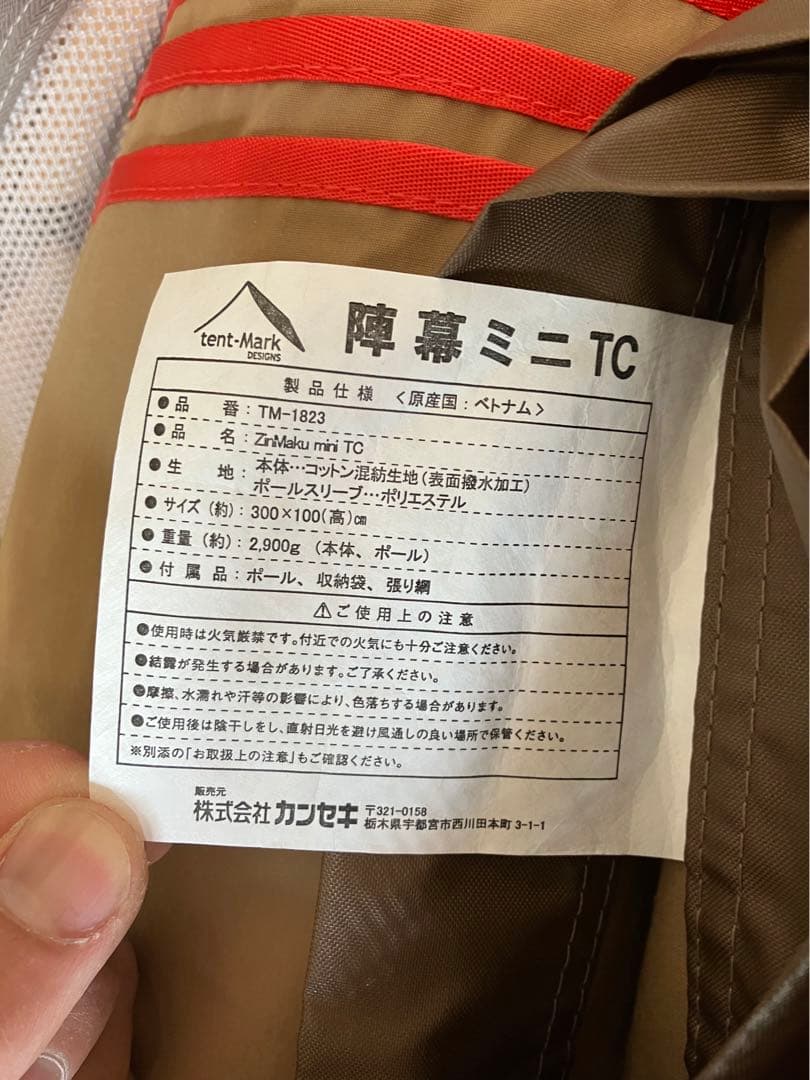 tent-Mark
DESIGNS
陣幕ミニTC
製品仕様 〈原産国：ベトナム〉
●品 番：TM-1823
●品 名：ZinMaku mini TC
●生 地：本体…コットン混紡生地（表面撥水加工）
ポールスリーブ…ポリエステル
●サイズ（約）：300×100(高)㎝
●重量（約）：2,900g （本体、ポール）
●付属品：ポール、収納袋、張り綱
⚠ご使用上の注意
●使用時は火気厳禁です。付近での火気にも十分ご注意ください。
●結露が発生する場合があります。ご了承ください。
●摩擦、水濡れや汗等の影響により、色落ちする場合があります。
●ご使用後は陰干しをし、直射日光を避け風通しの良い場所で保管ください。
※別添の「お取扱上の注意」もご確認ください。
販売元
株式会社カンセキ 〒321-0158
栃木県宇都宮市西川田本町 3-1-1